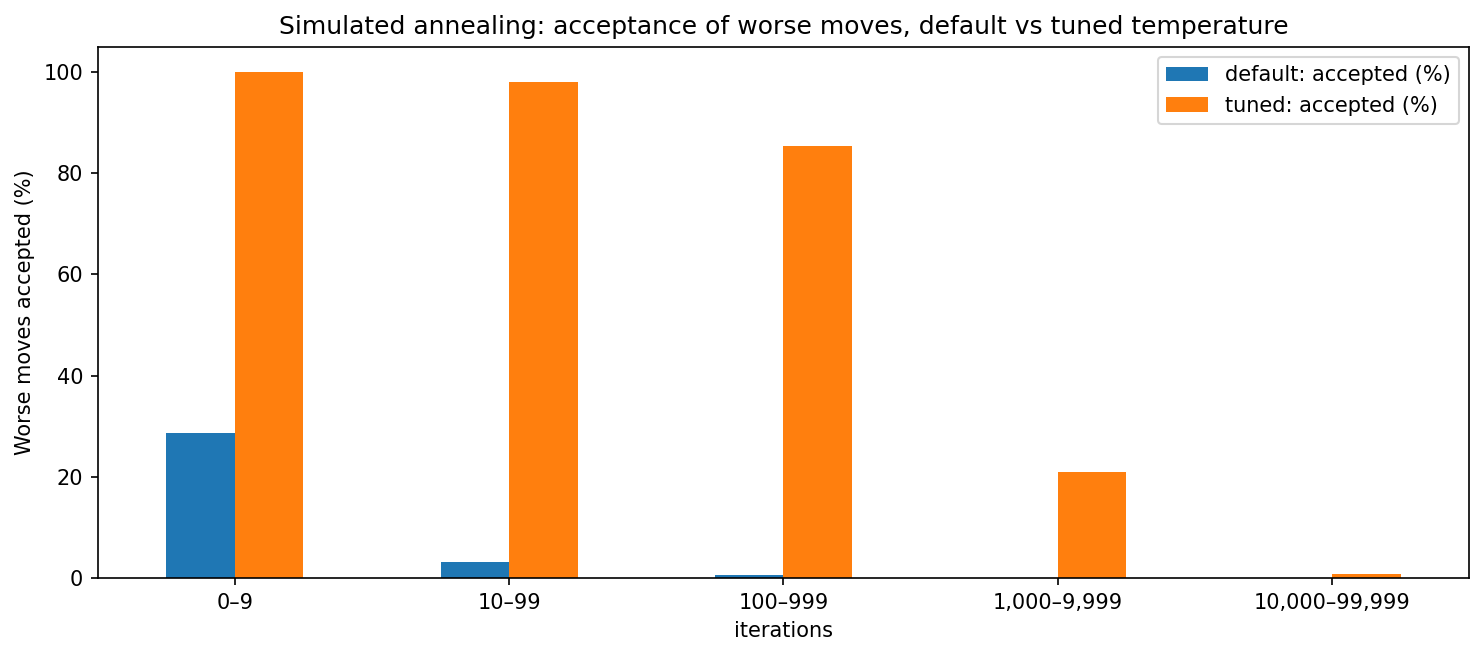 Simulated annealing: acceptance of worse moves, default vs tuned temperature
default: accepted (%)
tuned: accepted (%)
Worse moves accepted (%)
100
80
60
40
20
0
0–9
10–99
100–999
1,000–9,999
10,000–99,999
iterations